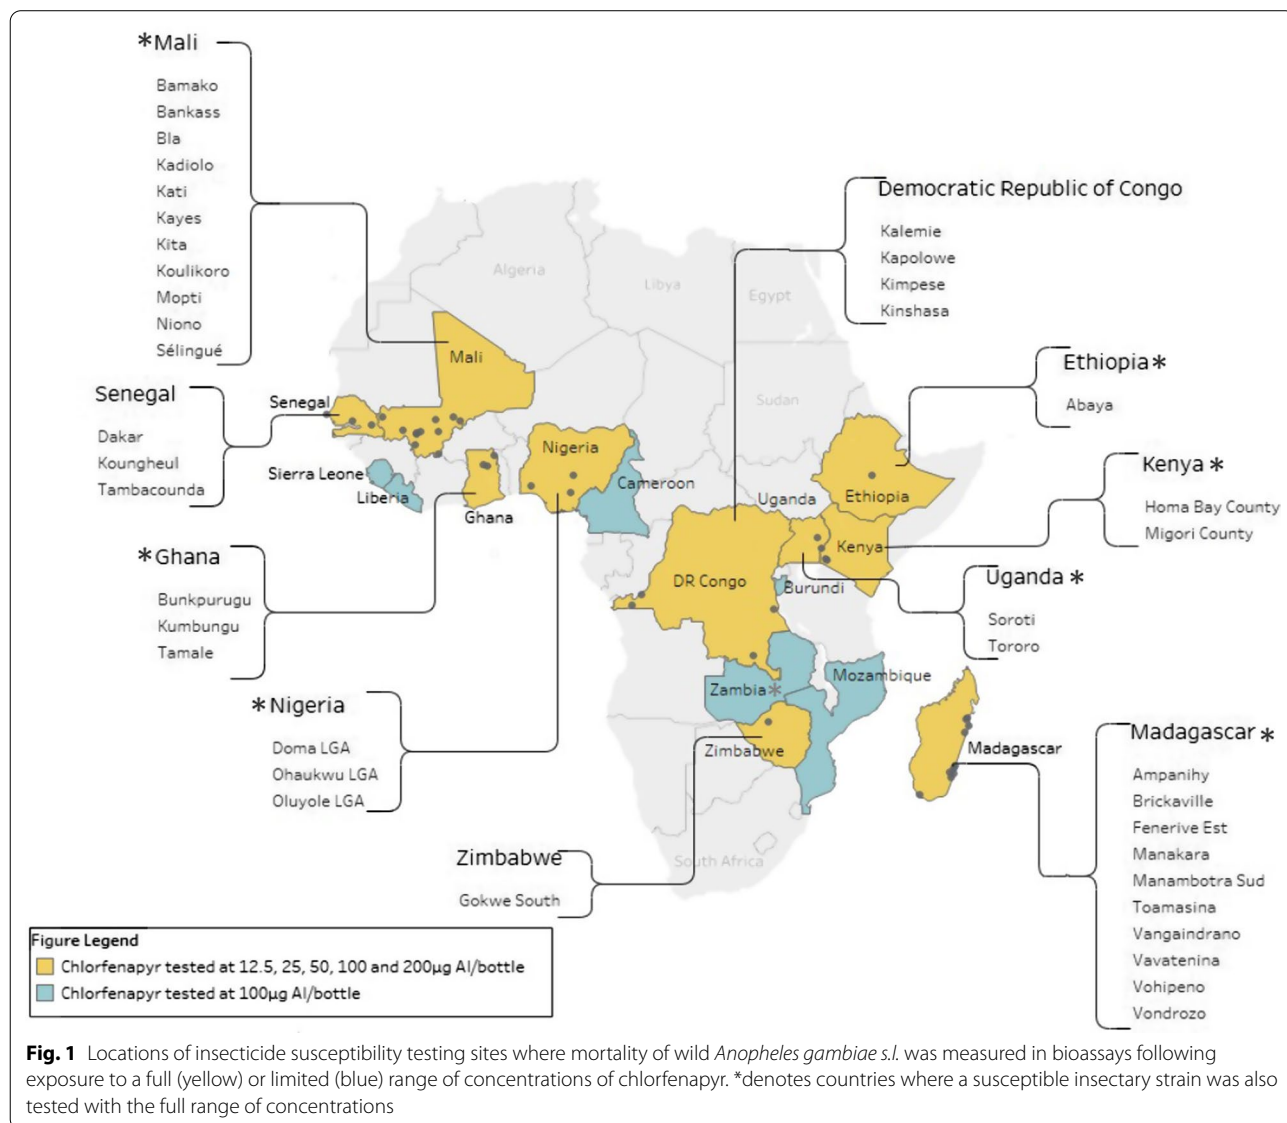 *Mali
Bamako
Bankass
Bla
Kadiolo
Kati
Kayes
Kita
Koulikoro
Mopti
Niono
Sélingué
Senegal
Dakar
Koungheul
Tambacounda
*Ghana
Bunkpurugu
Kumbungu
Tamale
*Nigeria
Doma LGA
Ohaukwu LGA
Oluyole LGA
Zimbabwe
Gokwe South
Democratic Republic of Congo
Kalemie
Kapolowe
Kimpese
Kinshasa
Ethiopia*
Abaya
Kenya*
Homa Bay County
Migori County
Uganda*
Soroti
Tororo
Madagascar*
Ampanihy
Brickaville
Fenerive Est
Manakara
Manambotra Sud
Toamasina
Vangaindrano
Vavatenina
Vohipeno
Vondrozo
Algeria
Libya
Egypt
Mali
Senegal
Sudan
Nigeria
Sierra Leone
Liberia
Cameroon
Ghana
Uganda
Ethiopia
Kenya
DR Congo
Burundi
Zambia*
Mozambique
Zimbabwe
Madagascar
South Africa
Figure Legend
Chlorfenapyr tested at 12.5, 25, 50, 100 and 200µg AI/bottle
Chlorfenapyr tested at 100µg AI/bottle
Fig. 1 Locations of insecticide susceptibility testing sites where mortality of wild Anopheles gambiae s.l. was measured in bioassays following
exposure to a full (yellow) or limited (blue) range of concentrations of chlorfenapyr. *denotes countries where a susceptible insectary strain was also
tested with the full range of concentrations